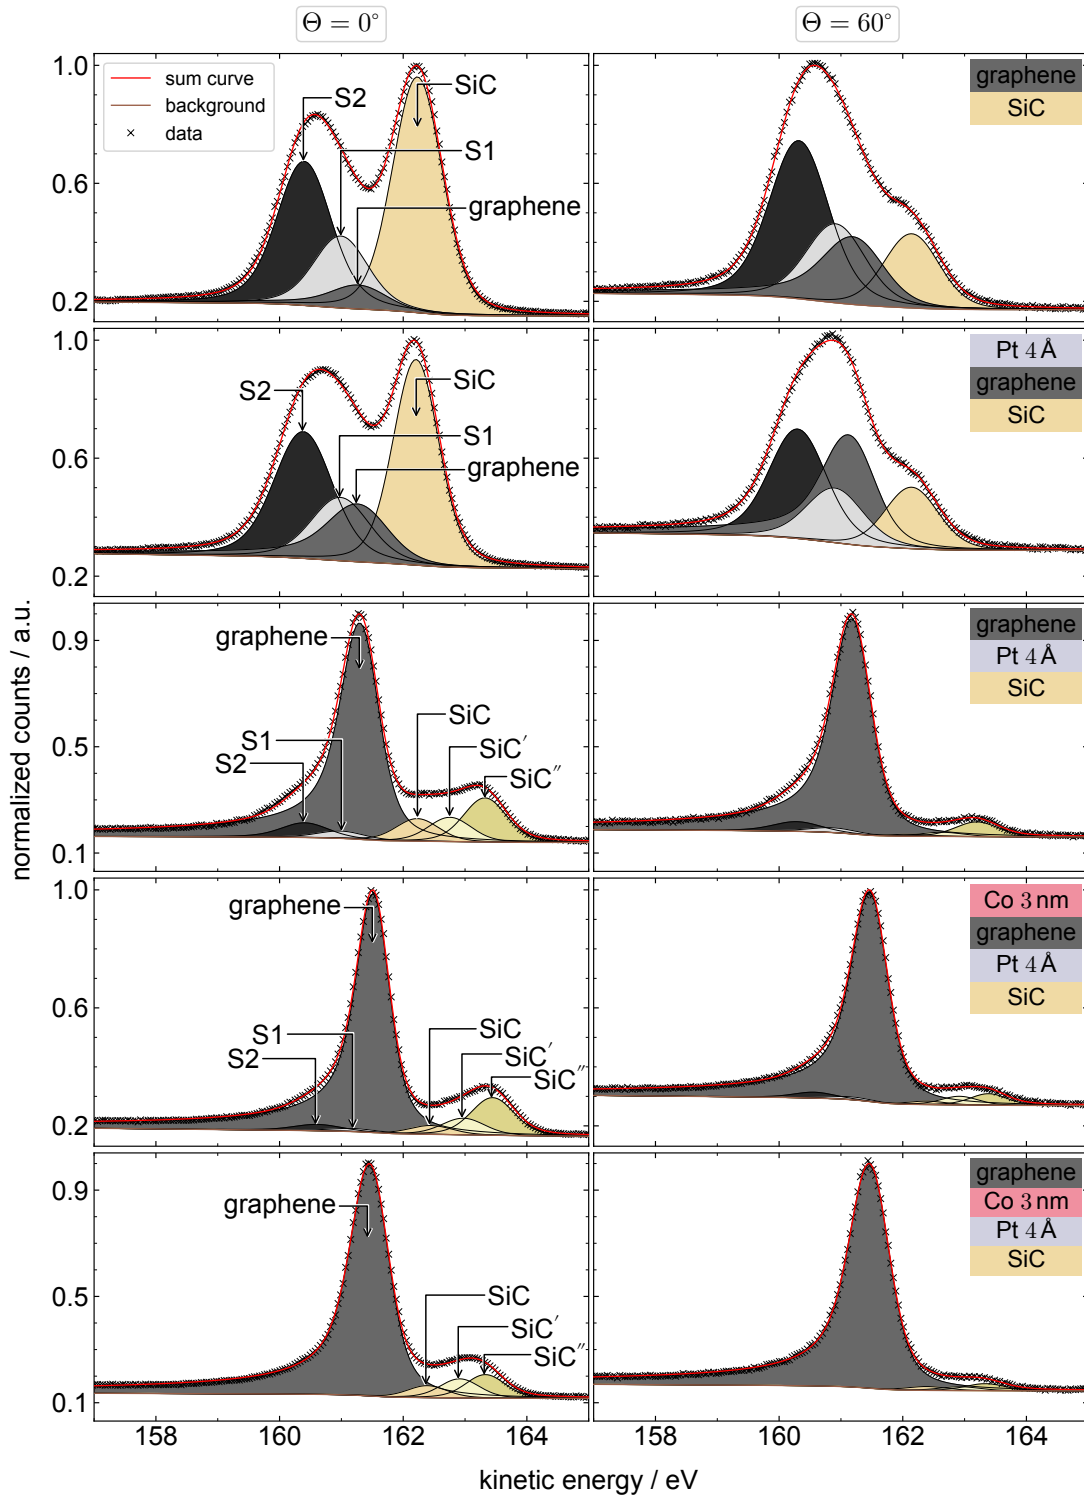 Θ = 0°
Θ = 60°
sum curve
background
data
S2
SiC
S1
graphene
1.0
0.6
0.2
graphene
SiC
S2
SiC
S1
graphene
1.0
0.6
0.2
Pt 4 Å
graphene
SiC
graphene
SiC
S1
SiC′
S2
SiC″
0.9
0.5
0.1
graphene
Pt 4 Å
SiC
graphene
S1
SiC
S2
SiC′
SiC″
1.0
0.6
0.2
Co 3 nm
graphene
Pt 4 Å
SiC
graphene
SiC
SiC′
SiC″
0.9
0.5
0.1
graphene
Co 3 nm
Pt 4 Å
SiC
normalized counts / a.u.
158 160 162 164 158 160 162 164
kinetic energy / eV